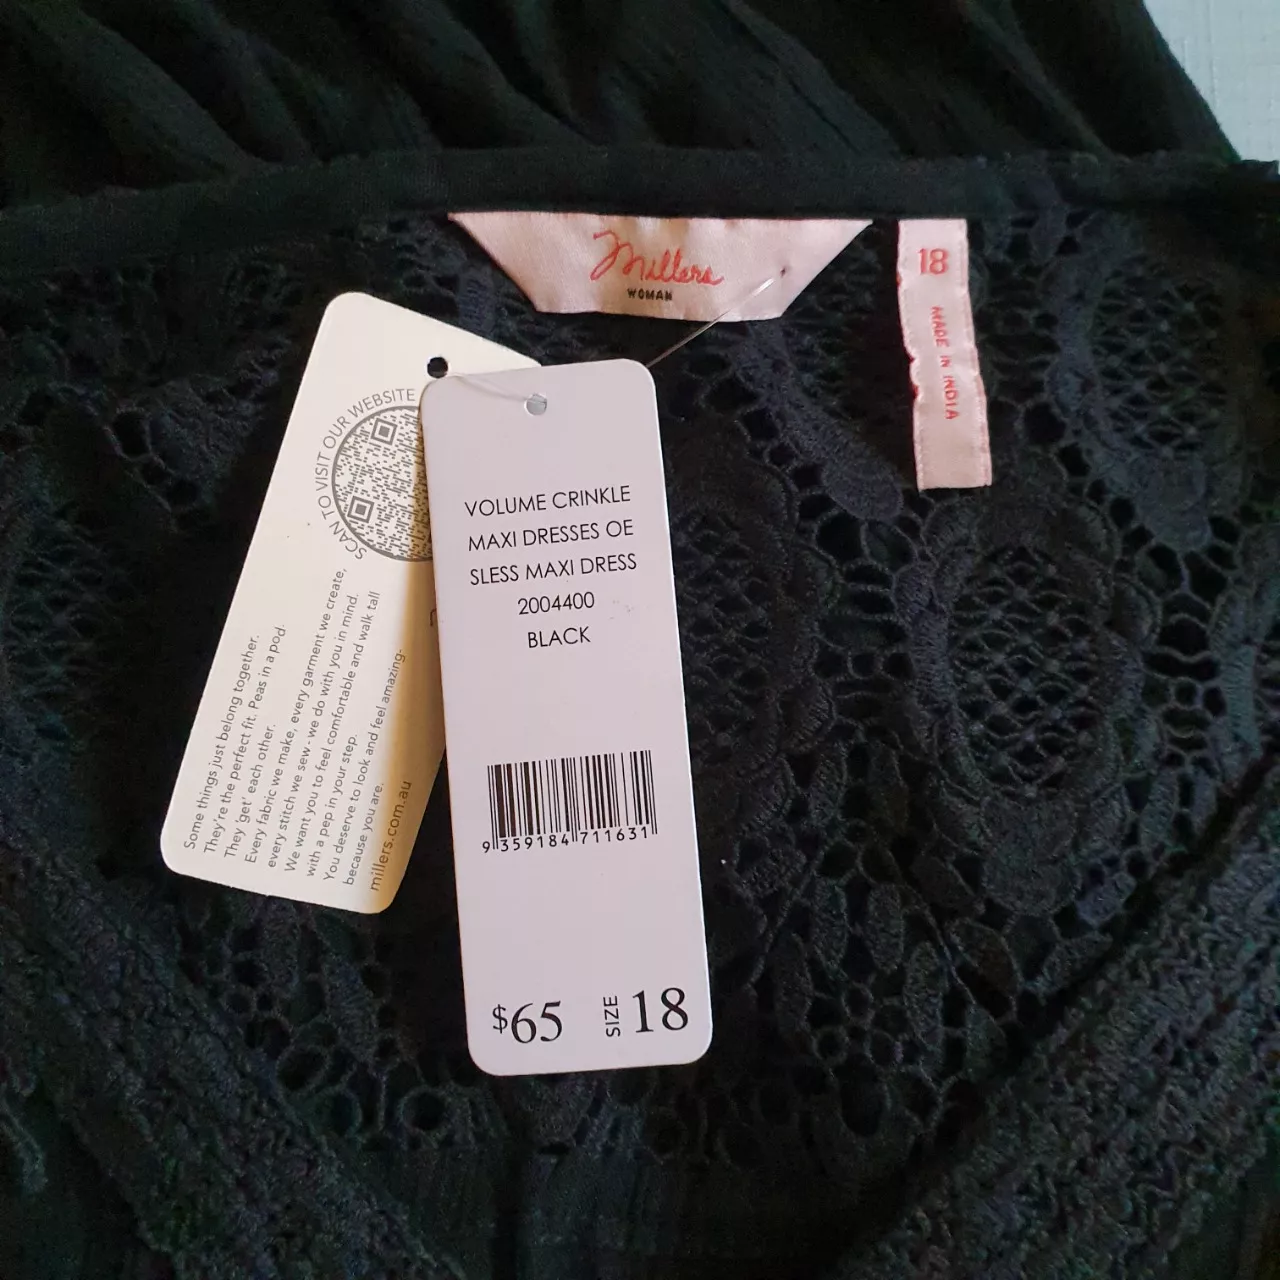 Millers
WOMAN
18
MADE IN INDIA
SCAN TO VISIT OUR WEBSITE
Some things just belong together.
They're the perfect fit. Peas in a pod.
They 'get' each other.
Every fabric we make, every garment we create,
every stitch we sew - we do with you in mind.
We want you to feel comfortable and walk tall
with a pep in your step.
You deserve to look and feel amazing-
because you are.
millers.com.au
VOLUME CRINKLE
MAXI DRESSES OE
SLESS MAXI DRESS
2004400
BLACK
9 359184 711631
$65 SIZE 18